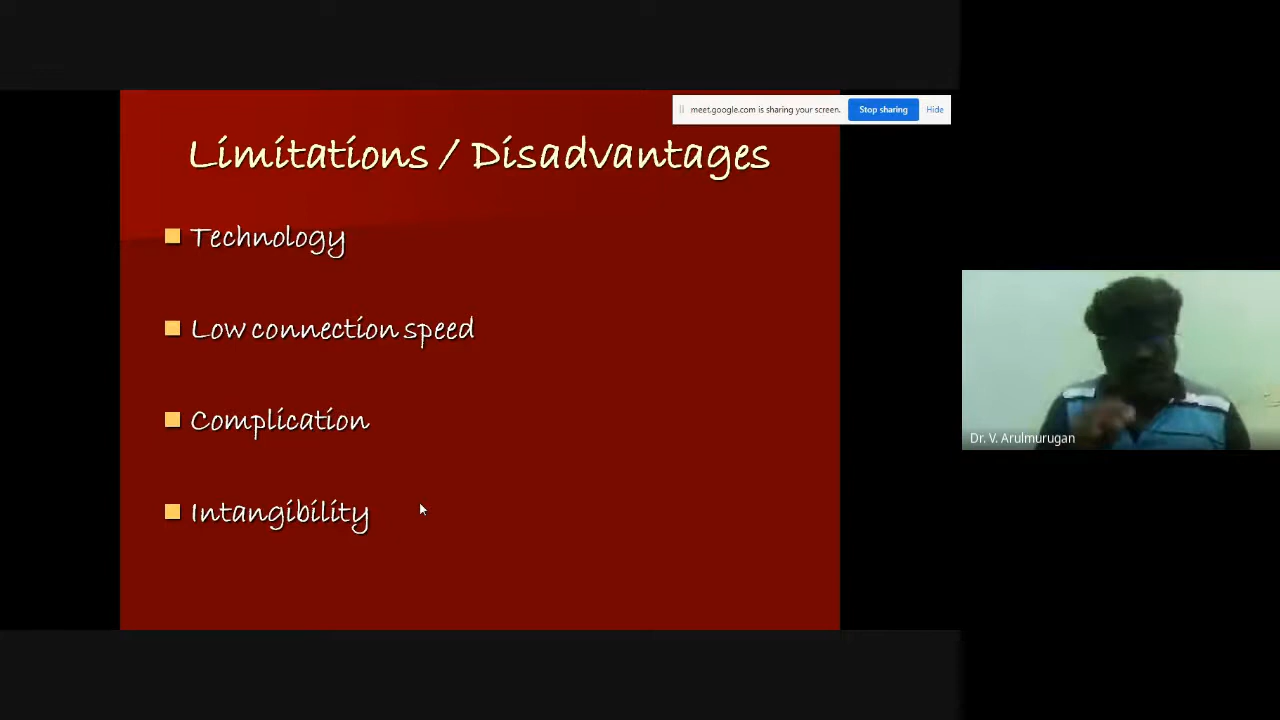 meet.google.com is sharing your screen. Stop sharing Hide
Limitations / Disadvantages
Technology
Low connection speed
Complication
Intangibility
Dr. V. Arulmurugan